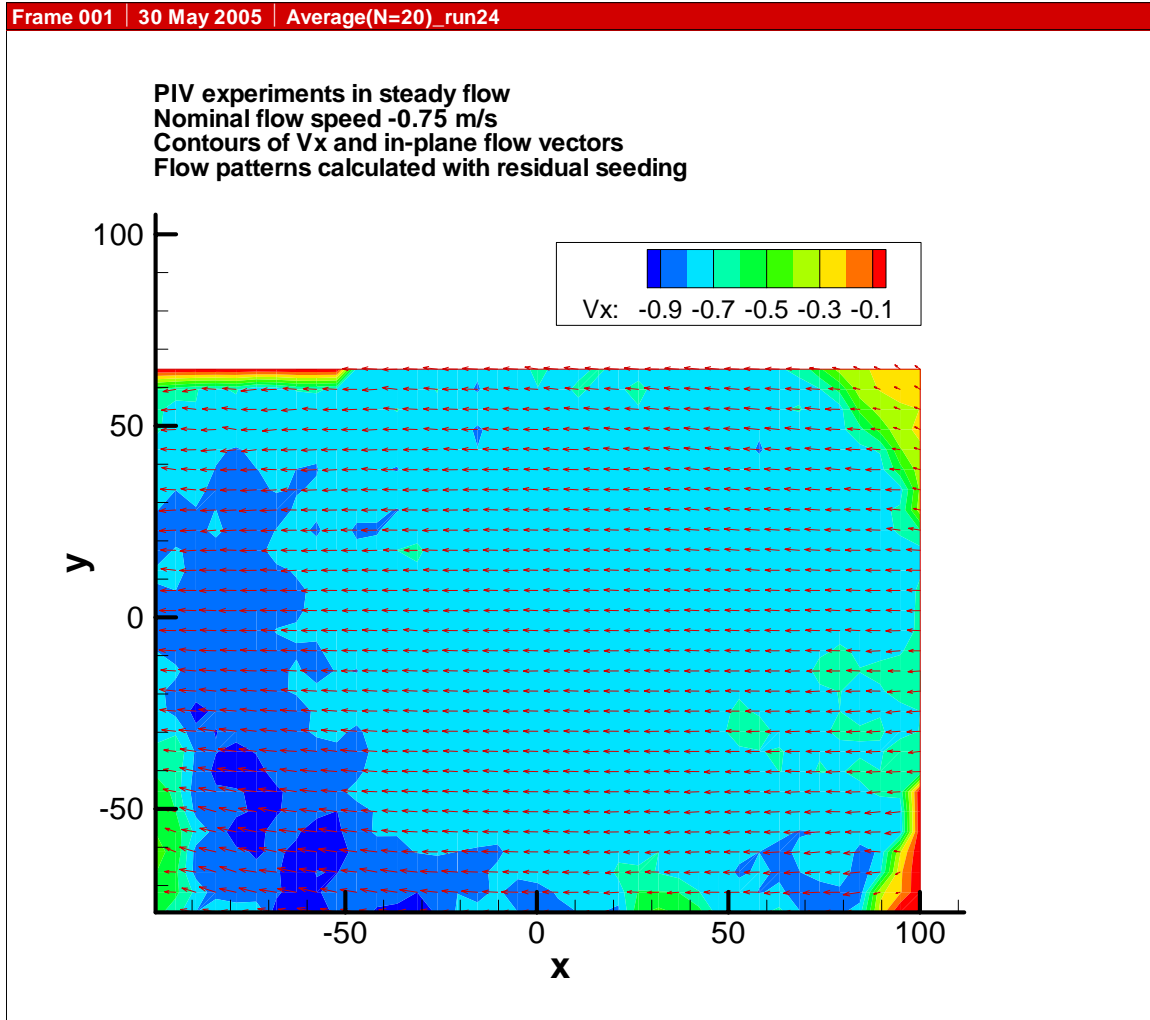 Frame 001 | 30 May 2005 | Average(N=20)_run24
PIV experiments in steady flow
Nominal flow speed -0.75 m/s
Contours of Vx and in-plane flow vectors
Flow patterns calculated with residual seeding
100
Vx: -0.9 -0.7 -0.5 -0.3 -0.1
50
y
0
-50
-50 0 50 100
x